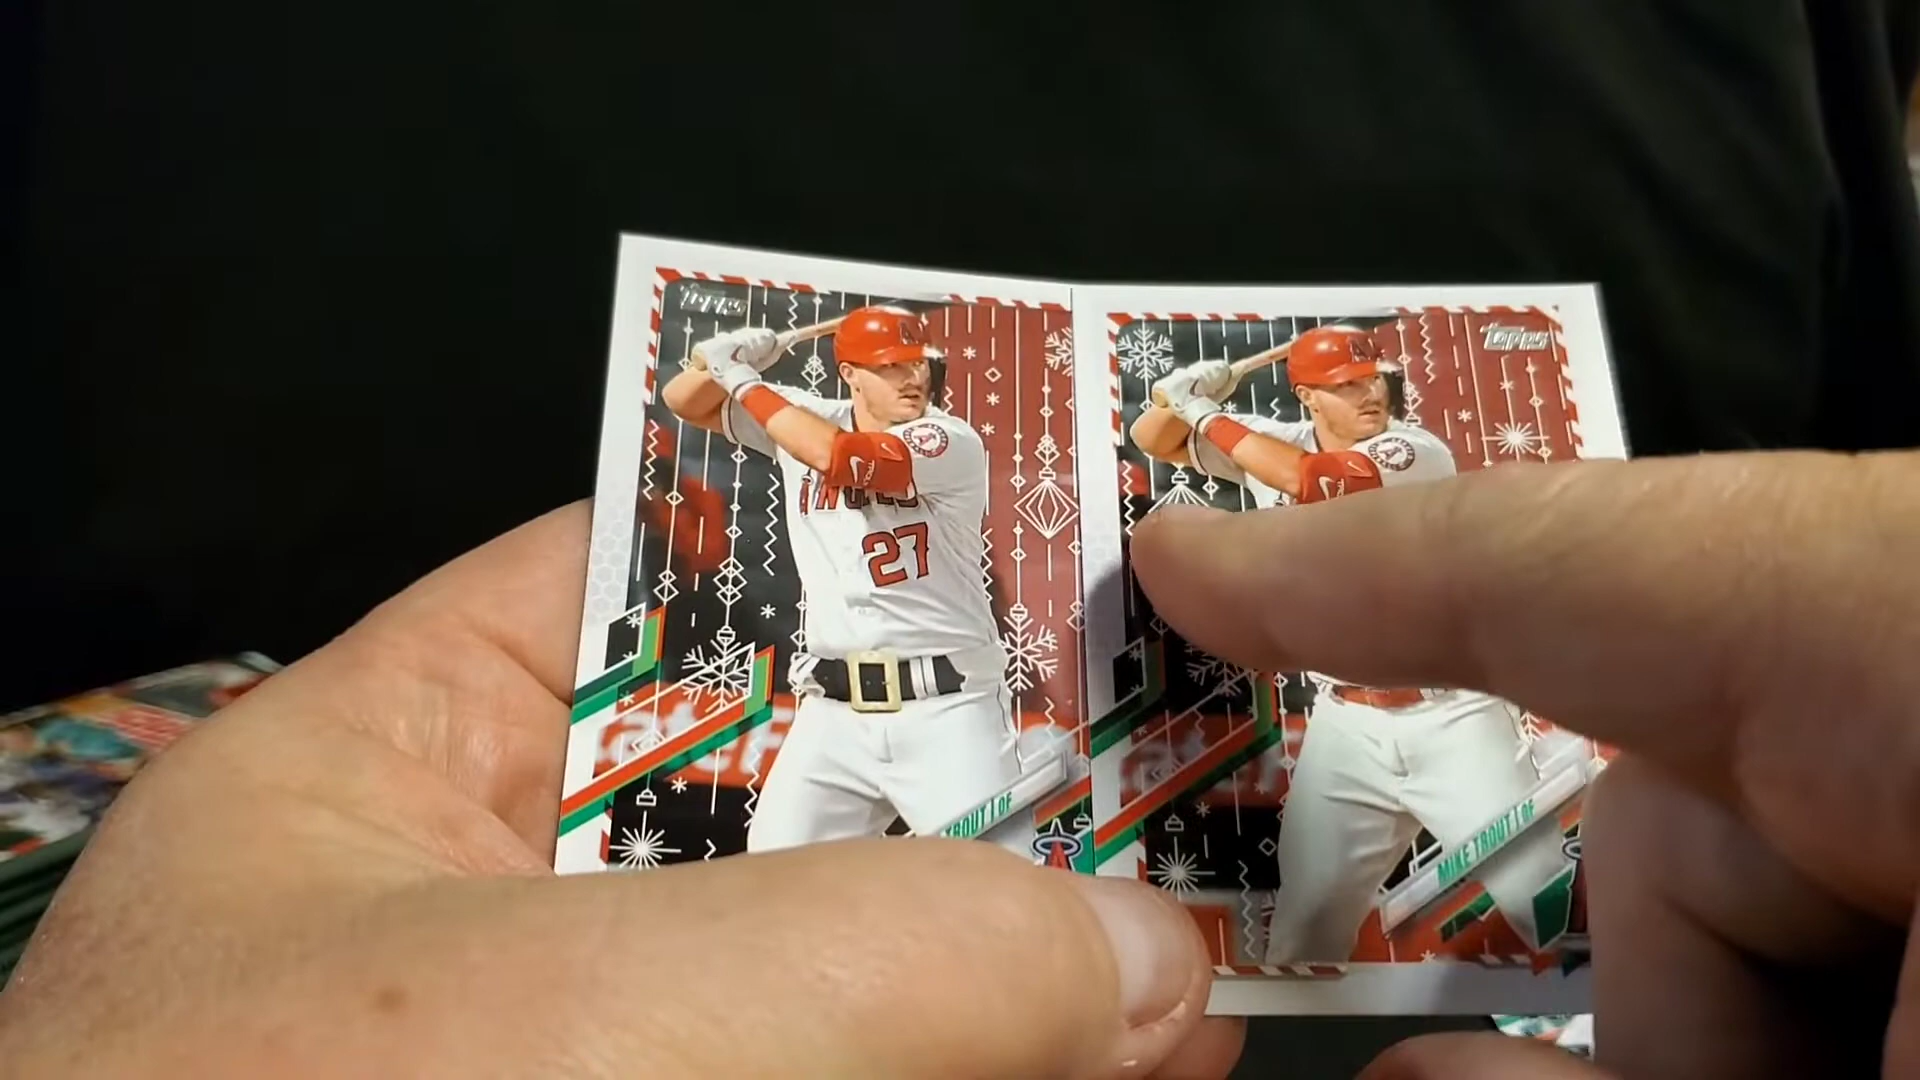 Topps
ANGELS
27
TROUT | OF
Topps
MIKE TROUT | OF